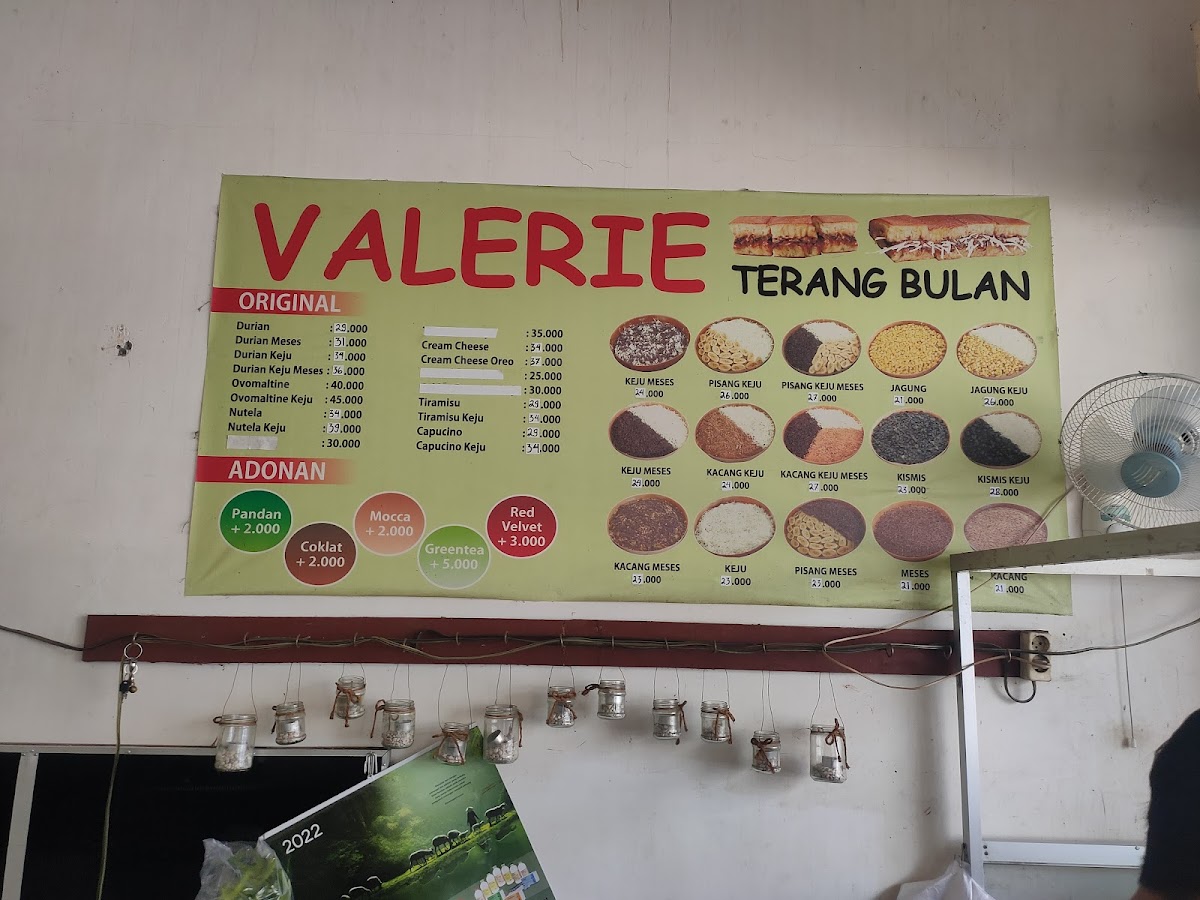 VALERIE
TERANG BULAN
ORIGINAL
Durian : 29.000
Durian Meses : 31.000
Durian Keju : 34.000
Durian Keju Meses : 36.000
Ovomaltine : 40.000
Ovomaltine Keju : 45.000
Nutela : 34.000
Nutela Keju : 39.000
: 30.000
: 35.000
Cream Cheese : 34.000
Cream Cheese Oreo : 37.000
: 25.000
: 30.000
Tiramisu : 29.000
Tiramisu Keju : 34.000
Capucino : 29.000
Capucino Keju : 34.000
ADONAN
Pandan
+ 2.000
Coklat
+ 2.000
Mocca
+ 2.000
Greentea
+ 5.000
Red
Velvet
+ 3.000
KEJU MESES
24.000
PISANG KEJU
26.000
PISANG KEJU MESES
27.000
JAGUNG
21.000
JAGUNG KEJU
26.000
KEJU MESES
24.000
KACANG KEJU
24.000
KACANG KEJU MESES
27.000
KISMIS
23.000
KISMIS KEJU
28.000
KACANG MESES
23.000
KEJU
23.000
PISANG MESES
23.000
MESES
21.000
KACANG
21.000
2022